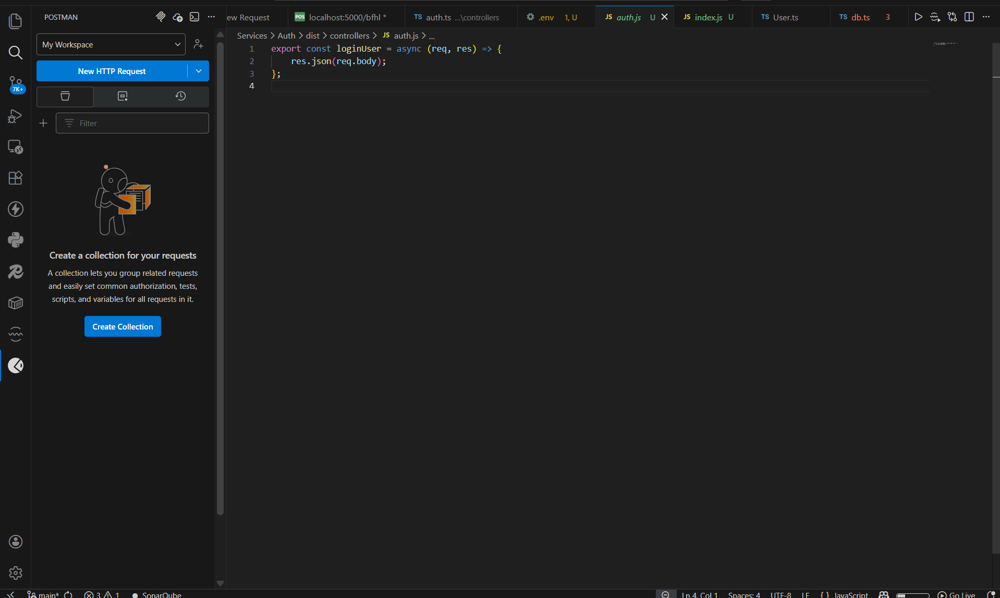 POSTMAN
My Workspace
New HTTP Request
Filter
Create a collection for your requests
A collection lets you group related requests
and easily set common authorization, tests,
scripts, and variables for all requests in it.
Create Collection
7K+
ew Request
POS localhost:5000/bfhl *
TS auth.ts ...\controllers
.env 1, U
JS auth.js U
JS index.js U
TS User.ts
TS db.ts 3
Services > Auth > dist > controllers > JS auth.js > ...
1 export const loginUser = async (req, res) => {
2 res.json(req.body);
3 };
4
main* 3 1 SonarQube
Ln 4, Col 1 Spaces: 4 UTF-8 LF { } JavaScript Go Live